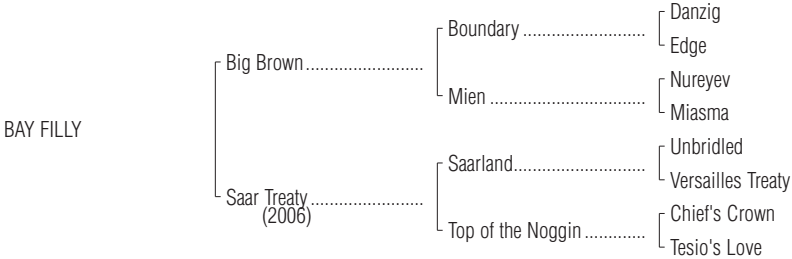 Danzig
Boundary ........................
Edge
Big Brown........................
Nureyev
Mien ................................
Miasma
BAY FILLY
Unbridled
Saarland...........................
Versailles Treaty
Saar Treaty .......................
(2006)
Chief's Crown
Top of the Noggin .............
Tesio's Love